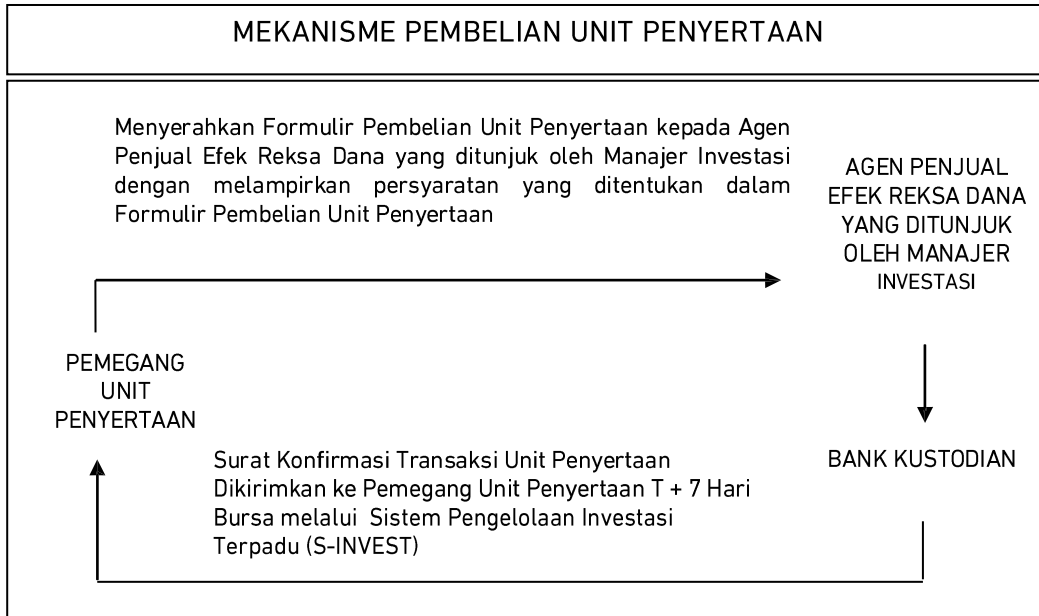 MEKANISME PEMBELIAN UNIT PENYERTAAN
Menyerahkan Formulir Pembelian Unit Penyertaan kepada Agen
Penjual Efek Reksa Dana yang ditunjuk oleh Manajer Investasi
dengan melampirkan persyaratan yang ditentukan dalam
Formulir Pembelian Unit Penyertaan
AGEN PENJUAL
EFEK REKSA DANA
YANG DITUNJUK
OLEH MANAJER
INVESTASI
PEMEGANG
UNIT
PENYERTAAN
Surat Konfirmasi Transaksi Unit Penyertaan
Dikirimkan ke Pemegang Unit Penyertaan T + 7 Hari
Bursa melalui Sistem Pengelolaan Investasi
Terpadu (S-INVEST)
BANK KUSTODIAN